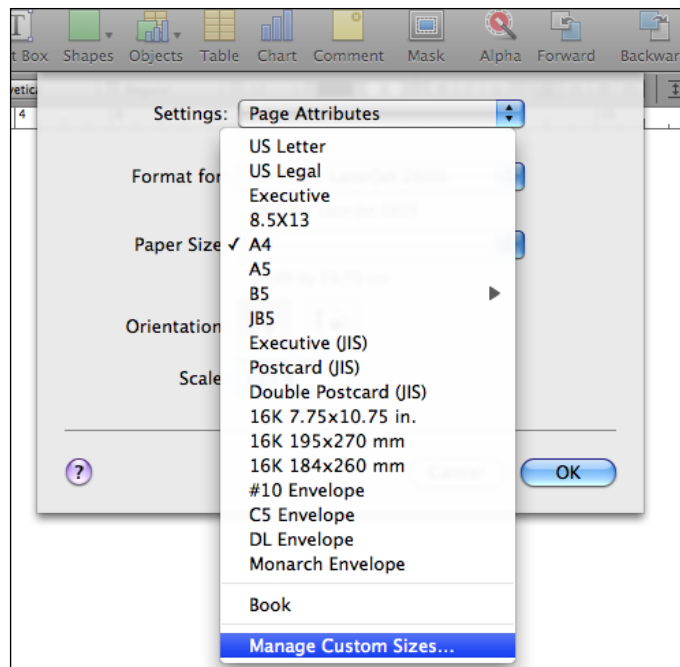 t Box Shapes Objects Table Chart Comment Mask Alpha Forward Backwar
vetica
4
Settings: Page Attributes
US Letter
US Legal
Format for
Executive
8.5X13
Paper Size ✓ A4
A5
B5
JB5
Orientation
Executive (JIS)
Postcard (JIS)
Scale
Double Postcard (JIS)
16K 7.75x10.75 in.
16K 195x270 mm
16K 184x260 mm
? Cancel OK
#10 Envelope
C5 Envelope
DL Envelope
Monarch Envelope
Book
Manage Custom Sizes...